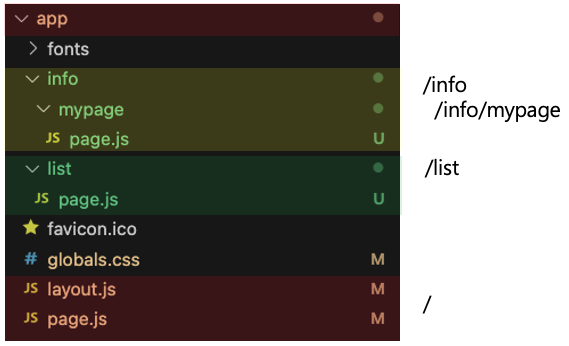 app
fonts
info
/info
mypage
/info/mypage
JS page.js U
list
/list
JS page.js U
favicon.ico
# globals.css M
JS layout.js M
/
JS page.js M